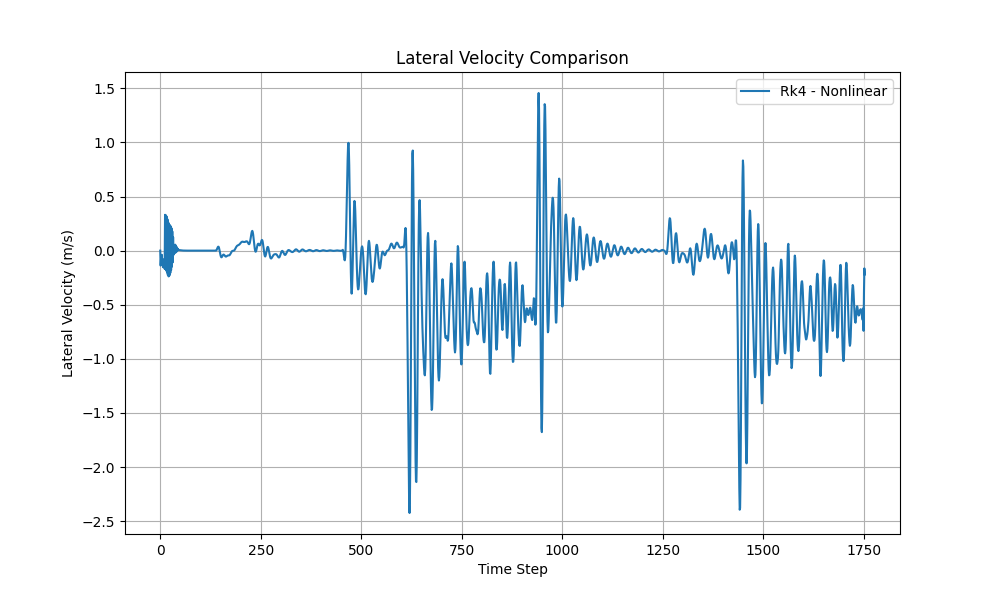 Lateral Velocity Comparison
Rk4 - Nonlinear
Lateral Velocity (m/s)
1.5
1.0
0.5
0.0
−0.5
−1.0
−1.5
−2.0
−2.5
0 250 500 750 1000 1250 1500 1750
Time Step